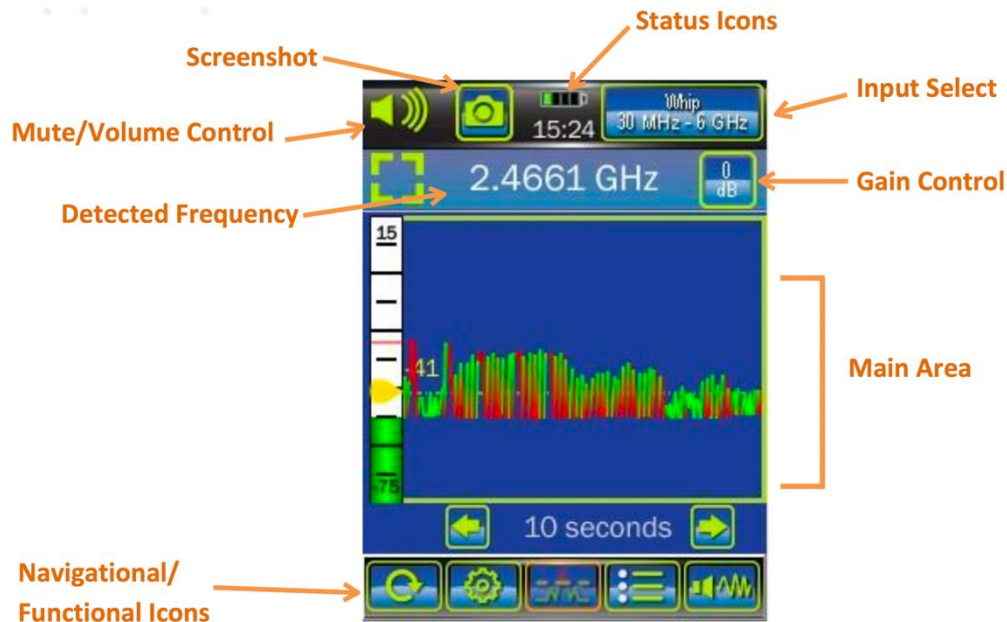 Status Icons
Screenshot
Input Select
Mute/Volume Control
Whip
15:24
30 MHz - 6 GHz
2.4661 GHz
0
dB
Gain Control
Detected Frequency
15
-41
Main Area
-75
10 seconds
Navigational/
Functional Icons